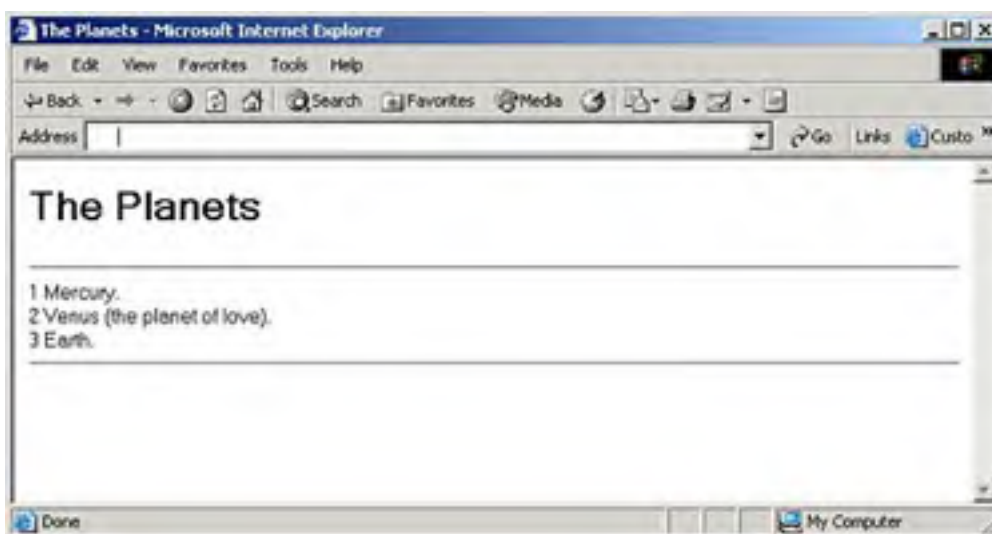 The Planets - Microsoft Internet Explorer
File Edit View Favorites Tools Help
Back Search Favorites Media
Address Go Links Custo
The Planets
1 Mercury.
2 Venus (the planet of love).
3 Earth.
Done My Computer